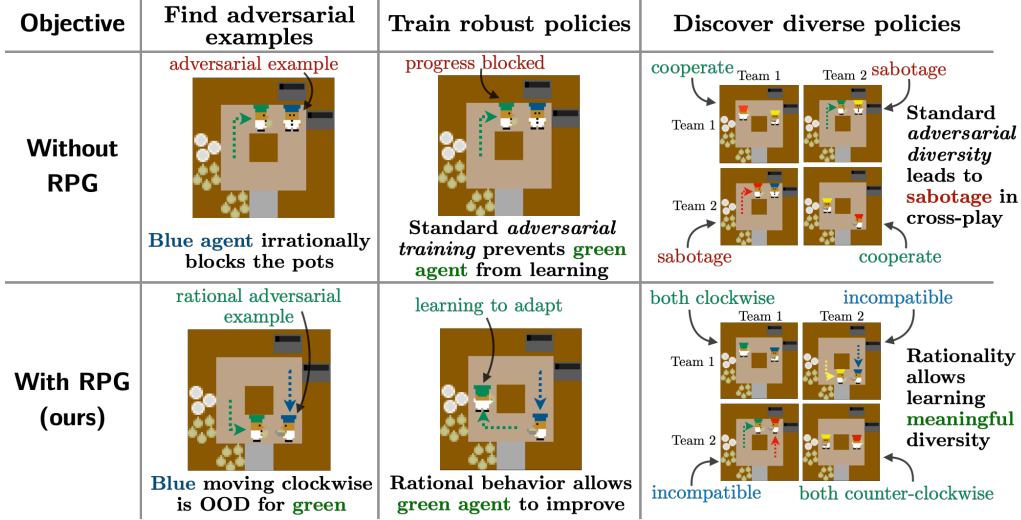 Objective
Find adversarial
examples
Train robust policies
Discover diverse policies
Without
RPG
adversarial example
Blue agent irrationally
blocks the pots
progress blocked
Standard adversarial
training prevents green
agent from learning
cooperate
Team 1
Team 2
sabotage
Team 1
Team 2
sabotage
cooperate
Standard
adversarial
diversity
leads to
sabotage in
cross-play
With RPG
(ours)
rational adversarial
example
Blue moving clockwise
is OOD for green
learning to adapt
Rational behavior allows
green agent to improve
both clockwise
incompatible
Team 1
Team 2
Team 1
Team 2
incompatible
both counter-clockwise
Rationality
allows
learning
meaningful
diversity